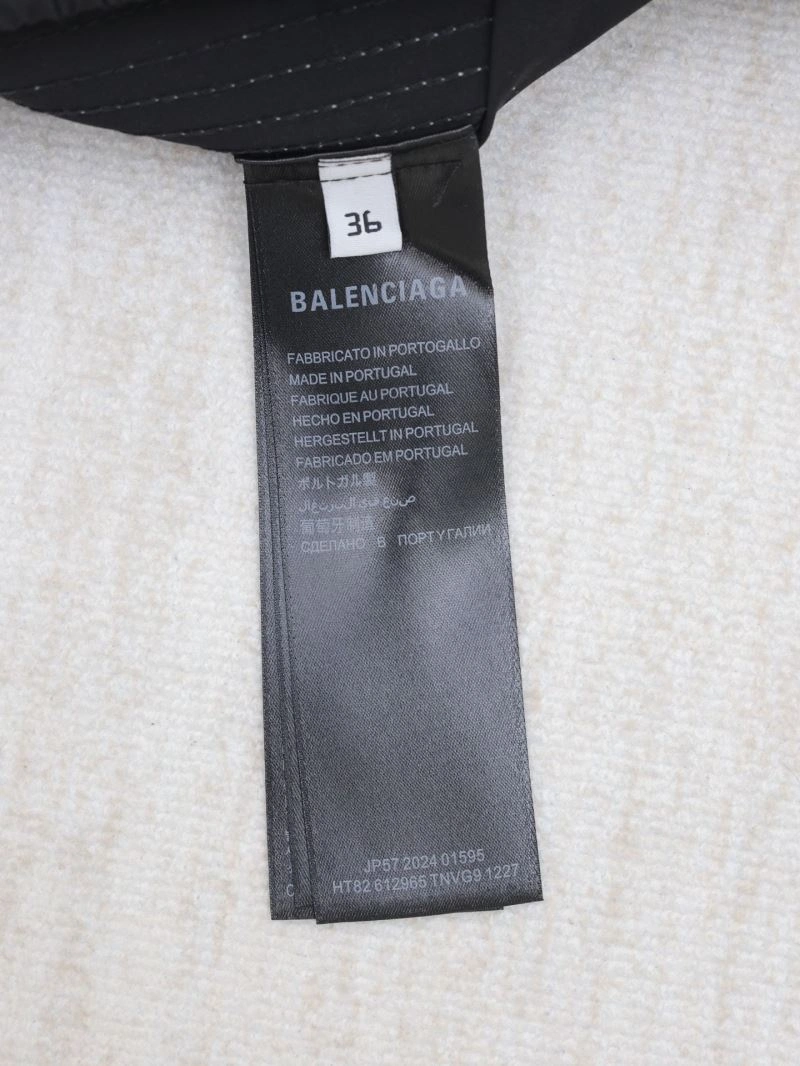 36
BALENCIAGA
FABBRICATO IN PORTOGALLO
MADE IN PORTUGAL
FABRIQUE AU PORTUGAL
HECHO EN PORTUGAL
HERGESTELLT IN PORTUGAL
FABRICADO EM PORTUGAL
ポルトガル製
葡萄牙制造
СДЕЛАНО В ПОРТУГАЛИИ
JP57 2024 01595
HT82 612965 TNVG9 1227